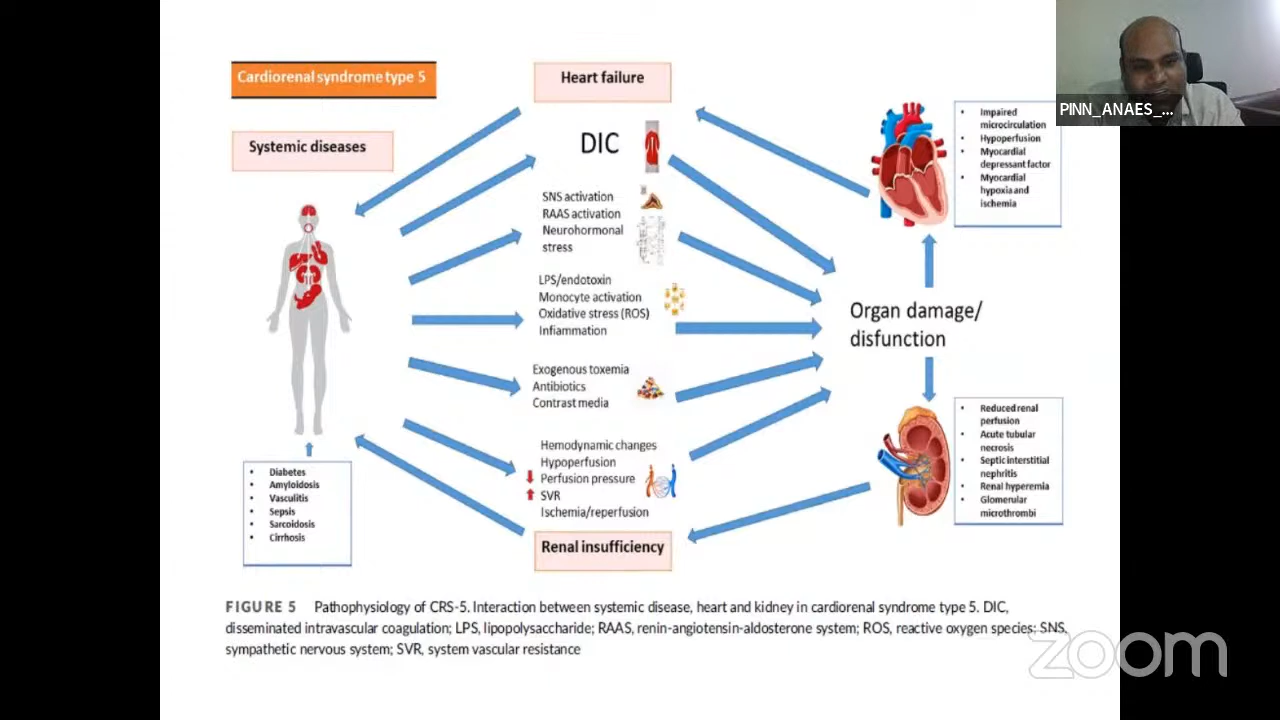 Cardiorenal syndrome type 5
Systemic diseases
Heart failure
DIC
SNS activation
RAAS activation
Neurohormonal
stress
LPS/endotoxin
Monocyte activation
Oxidative stress (ROS)
Infiammation
Exogenous toxemia
Antibiotics
Contrast media
Hemodynamic changes
Hypoperfusion
Perfusion pressure
SVR
Ischemia/reperfusion
Renal insufficiency
• Diabetes
• Amyloidosis
• Vasculitis
• Sepsis
• Sarcoidosis
• Cirrhosis
Organ damage/
disfunction
• Impaired
microcirculation
• Hypoperfusion
• Myocardial
depressant factor
• Myocardial
hypoxia and
ischemia
• Reduced renal
perfusion
• Acute tubular
necrosis
• Septic interstitial
nephritis
• Renal hyperemia
• Glomerular
microthrombi
FIGURE 5 Pathophysiology of CRS-5. Interaction between systemic disease, heart and kidney in cardiorenal syndrome type 5. DIC,
disseminated intravascular coagulation; LPS, lipopolysaccharide; RAAS, renin-angiotensin-aldosterone system; ROS, reactive oxygen species; SNS,
sympathetic nervous system; SVR, system vascular resistance
PINN_ANAES_...
zoom